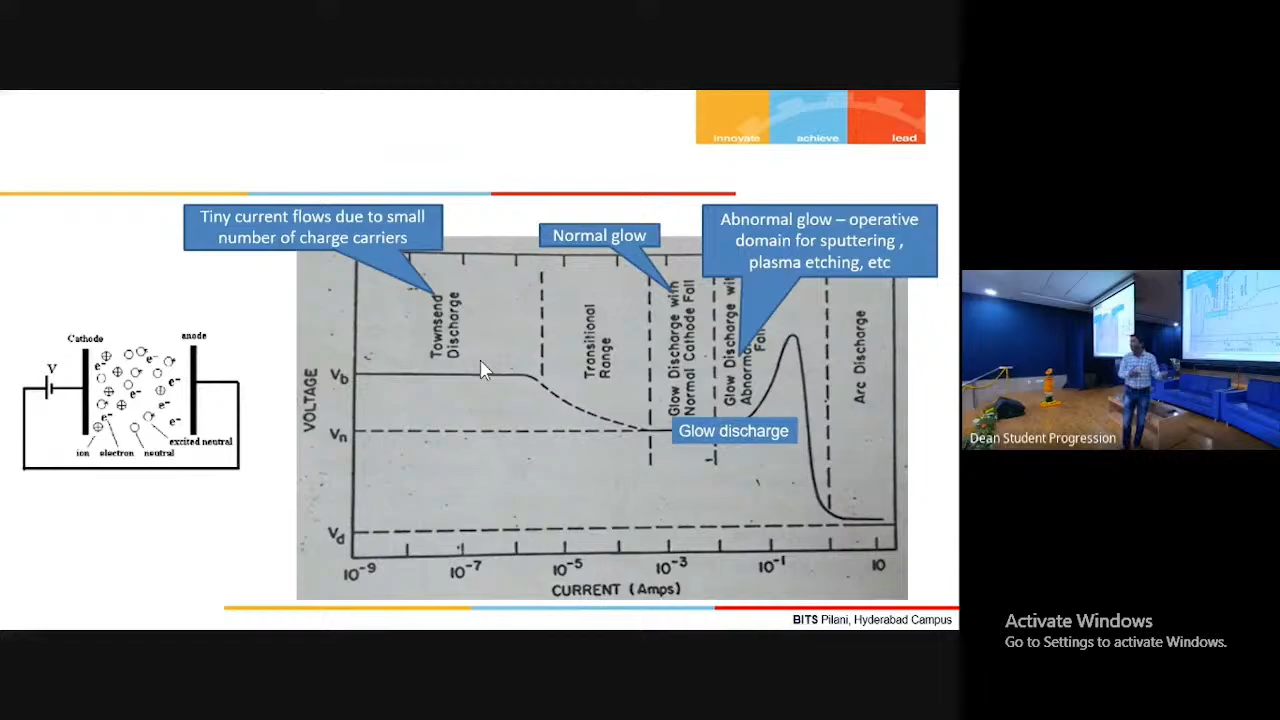 innovate
achieve
lead
Tiny current flows due to small
number of charge carriers
Normal glow
Abnormal glow – operative
domain for sputtering ,
plasma etching, etc
Townsend
Discharge
Transitional
Range
Glow Discharge with
Normal Cathode Fall
Glow Discharge wi
Abnorma
Fal
Arc Discharge
Glow discharge
VOLTAGE
Vb
Vn
Vd
10-9
10-7
10-5
10-3
10-1
10
CURRENT (Amps)
Cathode
anode
V
e-
e-
e-
e-
e-
e-
excited neutral
ion
electron
neutral
BITS Pilani, Hyderabad Campus
Dean Student Progression
Activate Windows
Go to Settings to activate Windows.